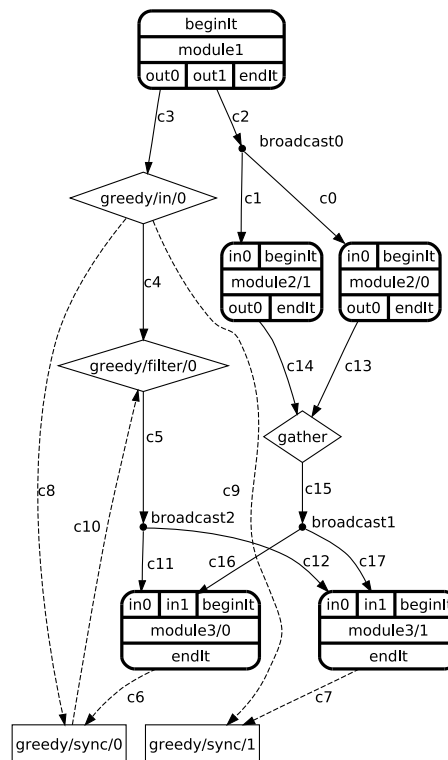 beginIt
module1
out0 out1 endIt
c3 c2
broadcast0
greedy/in/0
c1 c0
in0 beginIt in0 beginIt
module2/1 module2/0
out0 endIt out0 endIt
c4
c14 c13
greedy/filter/0
gather
c5
c8 c9 c15
c10
broadcast2 broadcast1
c11 c16 c12 c17
in0 in1 beginIt in0 in1 beginIt
module3/0 module3/1
endIt endIt
c6 c7
greedy/sync/0 greedy/sync/1